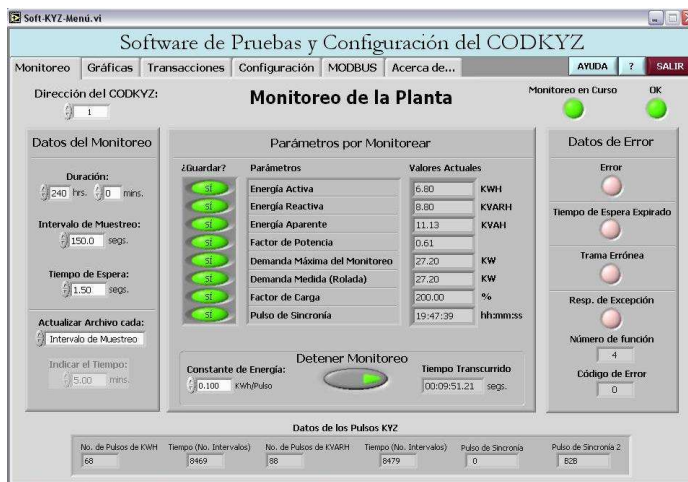 Soft-KYZ-Menú.vi
Software de Pruebas y Configuración del CODKYZ
Monitoreo Gráficas Transacciones Configuración MODBUS Acerca de... AYUDA ? SALIR
Dirección del CODKYZ:
1
Monitoreo de la Planta
Monitoreo en Curso OK
Datos del Monitoreo
Duración:
240 hrs. 0 mins.
Intervalo de Muestreo:
150.0 segs.
Tiempo de Espera:
1.50 segs.
Actualizar Archivo cada:
Intervalo de Muestreo
Indicar el Tiempo:
5.00 mins.
Parámetros por Monitorear
¿Guardar? Parámetros Valores Actuales
SÍ Energía Activa 6.80 KWH
SÍ Energía Reactiva 8.80 KVARH
SÍ Energía Aparente 11.13 KVAH
SÍ Factor de Potencia 0.61
SÍ Demanda Máxima del Monitoreo 27.20 KW
SÍ Demanda Medida (Rolada) 27.20 KW
SÍ Factor de Carga 200.00 %
SÍ Pulso de Sincronía 19:47:39 hh:mm:ss
Detener Monitoreo
Constante de Energía:
0.100 KWh/Pulso
Tiempo Transcurrido
00:09:51.21 segs.
Datos de Error
Error
Tiempo de Espera Expirado
Trama Errónea
Resp. de Excepción
Número de función
4
Código de Error
0
Datos de los Pulsos KYZ
No. de Pulsos de KWH Tiempo (No. Intervalos) No. de Pulsos de KVARH Tiempo (No. Intervalos) Pulso de Sincronía Pulso de Sincronía 2
68 8469 88 8479 0 B2B